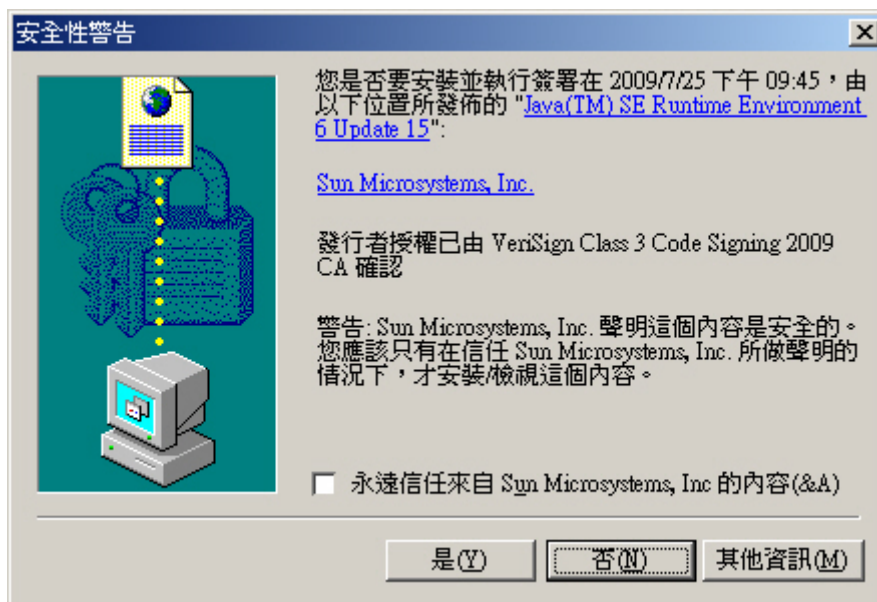 安全性警告
您是否要安裝並執行簽署在 2009/7/25 下午 09:45，由
以下位置所發佈的 "Java(TM) SE Runtime Environment
6 Update 15":
Sun Microsystems, Inc.
發行者授權已由 VeriSign Class 3 Code Signing 2009
CA 確認
警告: Sun Microsystems, Inc. 聲明這個內容是安全的。
您應該只有在信任 Sun Microsystems, Inc. 所做聲明的
情況下，才安裝/檢視這個內容。
永遠信任來自 Sun Microsystems, Inc 的內容(&A)
是(Y) 否(N) 其他資訊(M)